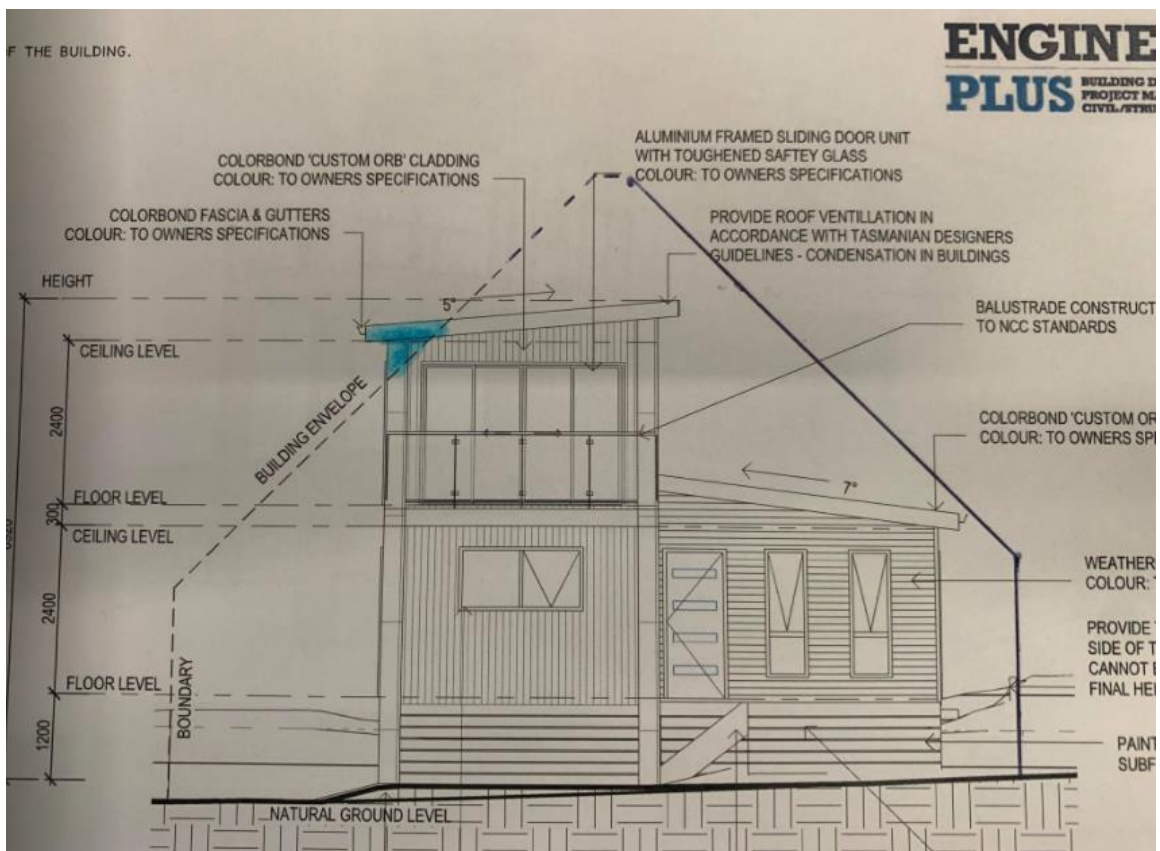 F THE BUILDING.
ENGINE
PLUS
BUILDING D
PROJECT MA
CIVIL/STRU
ALUMINIUM FRAMED SLIDING DOOR UNIT
WITH TOUGHENED SAFTEY GLASS
COLOUR: TO OWNERS SPECIFICATIONS
COLORBOND 'CUSTOM ORB' CLADDING
COLOUR: TO OWNERS SPECIFICATIONS
COLORBOND FASCIA & GUTTERS
COLOUR: TO OWNERS SPECIFICATIONS
PROVIDE ROOF VENTILLATION IN
ACCORDANCE WITH TASMANIAN DESIGNERS
GUIDELINES - CONDENSATION IN BUILDINGS
HEIGHT
5°
BALUSTRADE CONSTRUCT
TO NCC STANDARDS
CEILING LEVEL
BUILDING ENVELOPE
2400
COLORBOND 'CUSTOM OR
COLOUR: TO OWNERS SPE
7°
FLOOR LEVEL
300
CEILING LEVEL
WEATHER
COLOUR: T
2400
PROVIDE
SIDE OF T
CANNOT B
FINAL HEI
FLOOR LEVEL
BOUNDARY
1200
PAINT
SUBF
NATURAL GROUND LEVEL